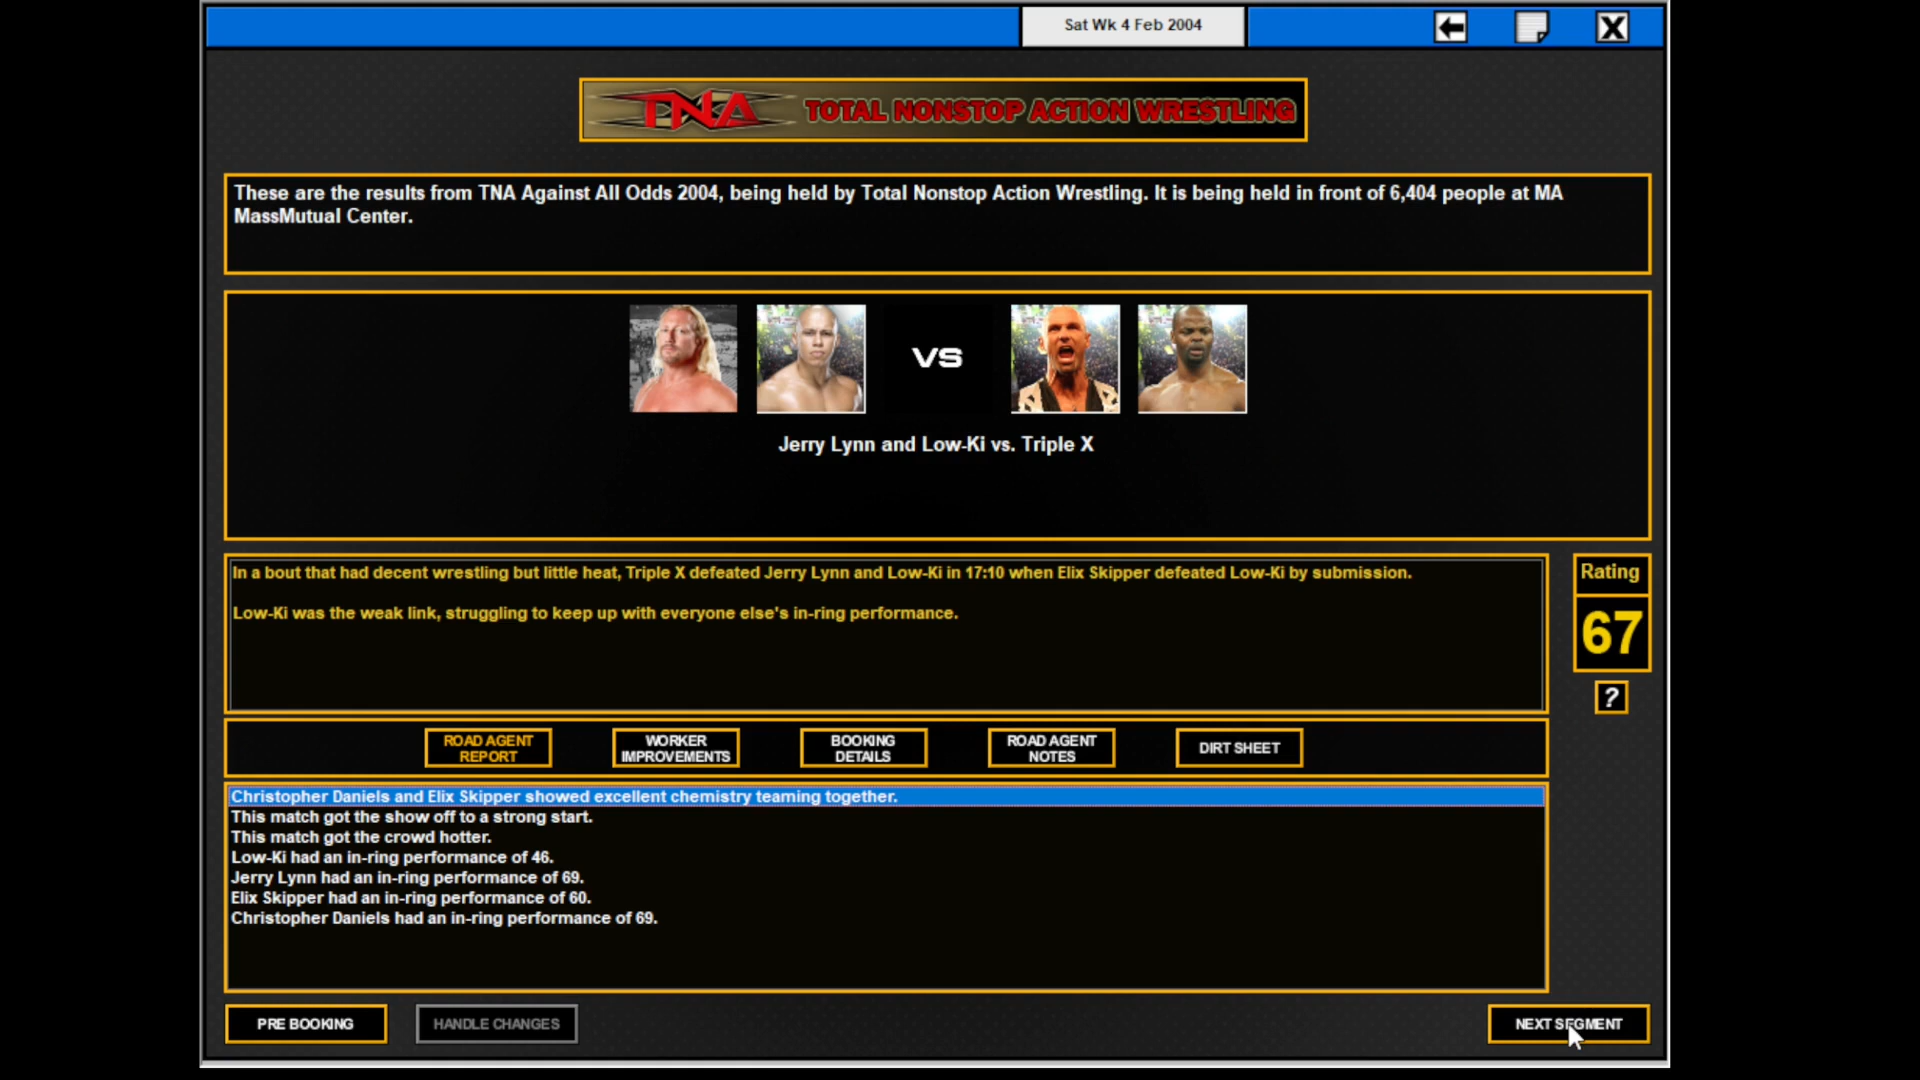 Sat Wk 4 Feb 2004
X
TNA TOTAL NONSTOP ACTION WRESTLING
These are the results from TNA Against All Odds 2004, being held by Total Nonstop Action Wrestling. It is being held in front of 6,404 people at MA
MassMutual Center.
VS
Jerry Lynn and Low-Ki vs. Triple X
In a bout that had decent wrestling but little heat, Triple X defeated Jerry Lynn and Low-Ki in 17:10 when Elix Skipper defeated Low-Ki by submission.
Low-Ki was the weak link, struggling to keep up with everyone else's in-ring performance.
Rating
67
?
ROAD AGENT
REPORT
WORKER
IMPROVEMENTS
BOOKING
DETAILS
ROAD AGENT
NOTES
DIRT SHEET
Christopher Daniels and Elix Skipper showed excellent chemistry teaming together.
This match got the show off to a strong start.
This match got the crowd hotter.
Low-Ki had an in-ring performance of 46.
Jerry Lynn had an in-ring performance of 69.
Elix Skipper had an in-ring performance of 60.
Christopher Daniels had an in-ring performance of 69.
PRE BOOKING
HANDLE CHANGES
NEXT SEGMENT